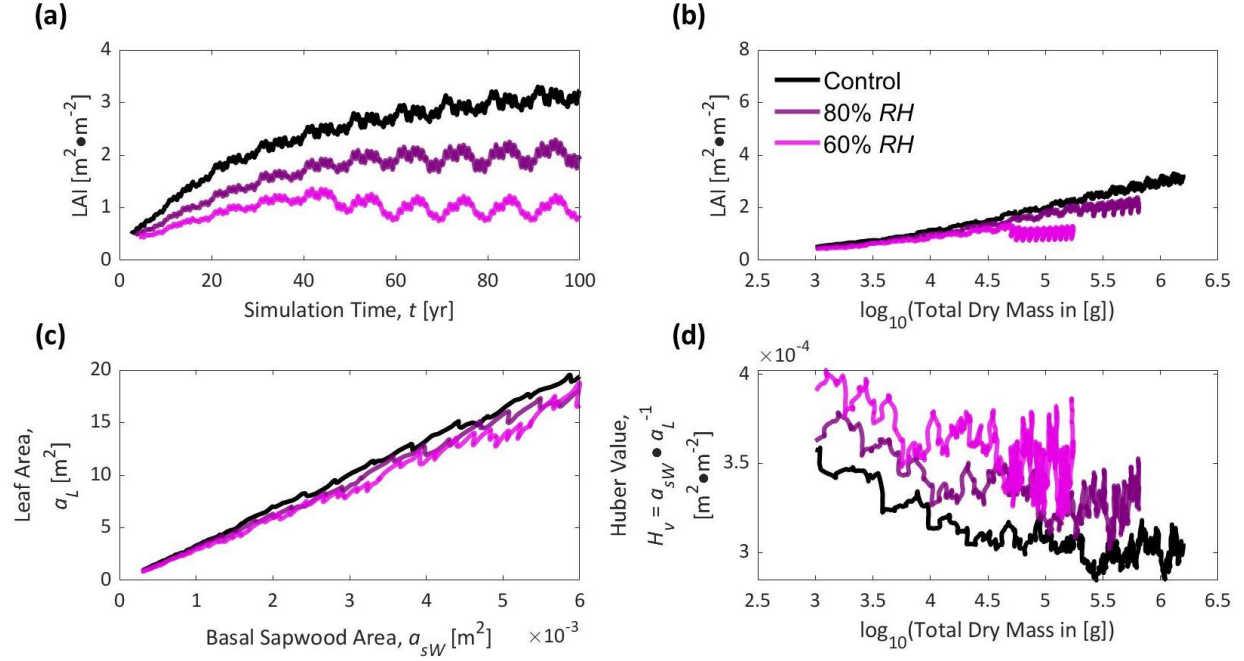 (a)
4
3
2
1
0
LAI [m²●m⁻²]
0 20 40 60 80 100
Simulation Time, t [yr]
(b)
8
6
4
2
0
LAI [m²●m⁻²]
Control
80% RH
60% RH
2.5 3 3.5 4 4.5 5 5.5 6 6.5
log₁₀(Total Dry Mass in [g])
(c)
20
15
10
5
0
Leaf Area,
a_L [m²]
0 1 2 3 4 5 6
Basal Sapwood Area, a_sW [m²] ×10⁻³
(d)
×10⁻⁴
4
3.5
3
Huber Value,
H_v = a_sW ● a_L⁻¹
[m²●m⁻²]
2.5 3 3.5 4 4.5 5 5.5 6 6.5
log₁₀(Total Dry Mass in [g])